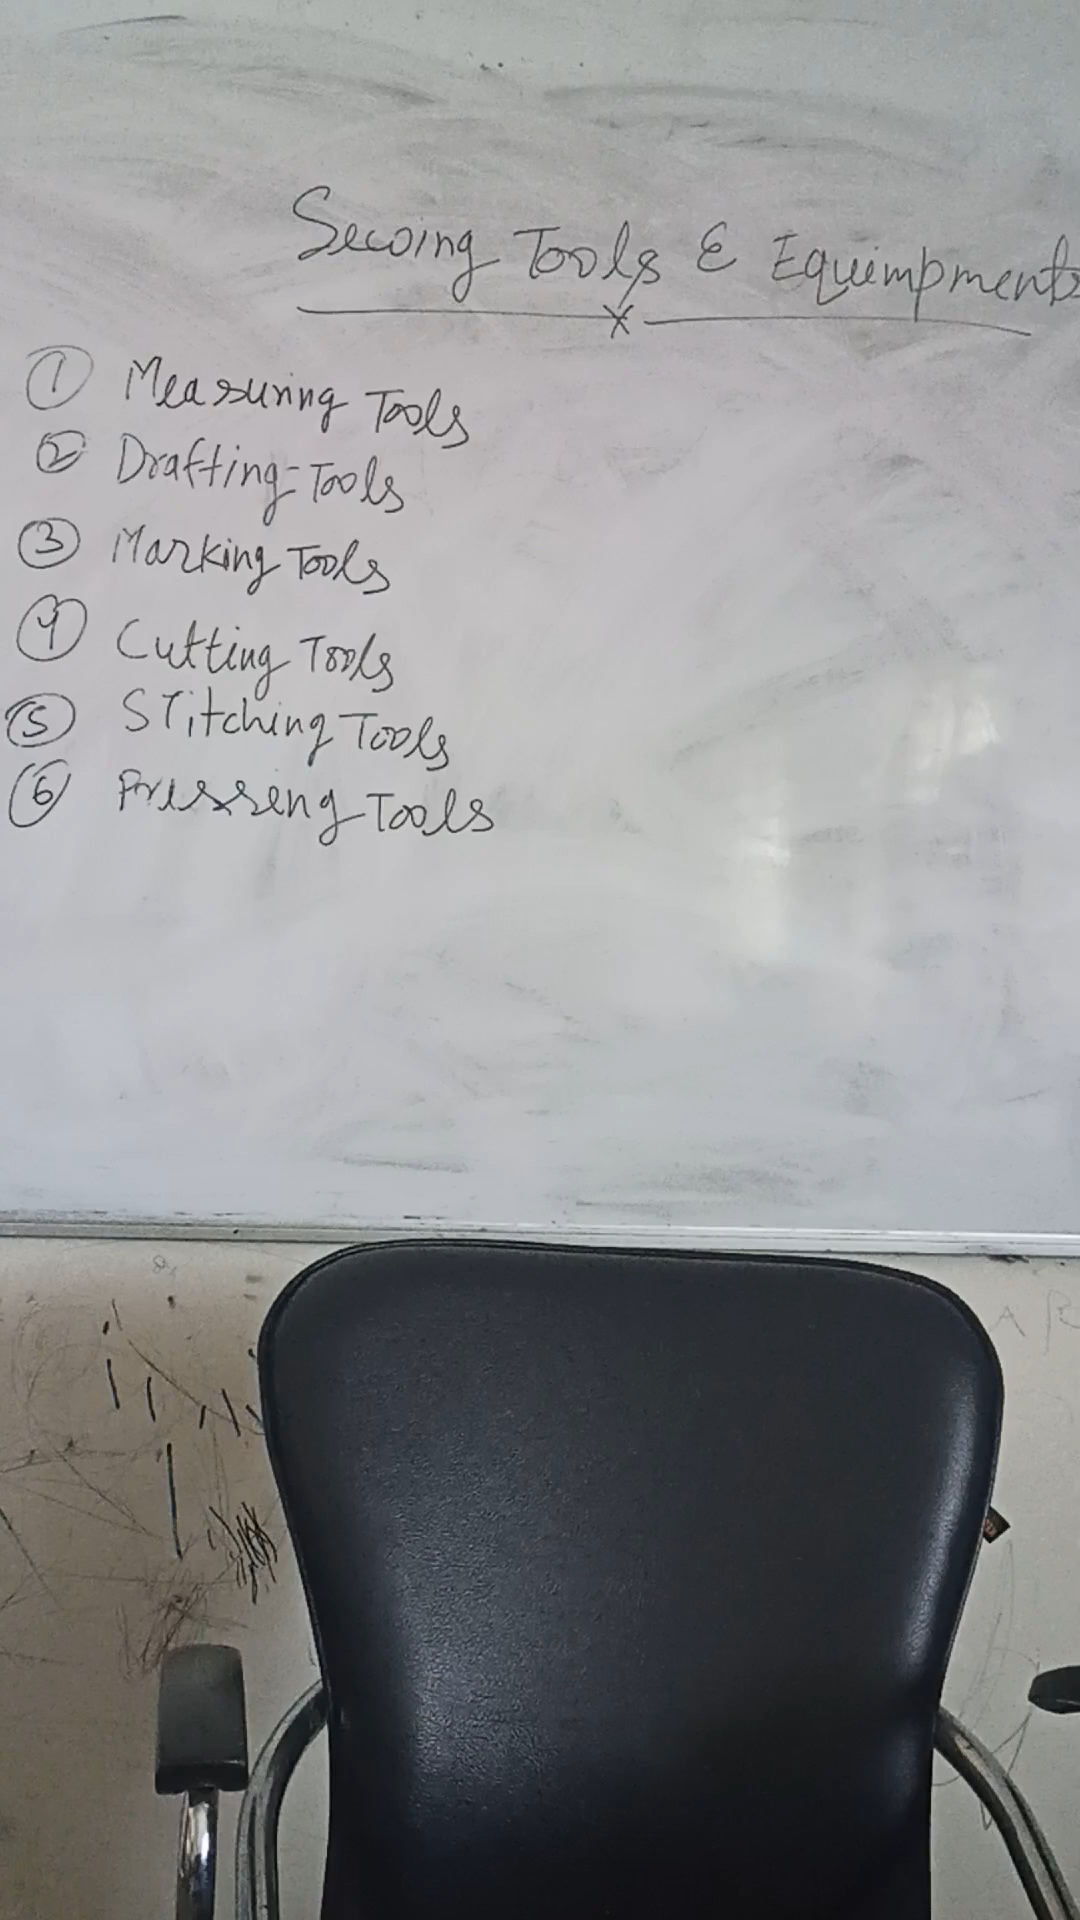 Sewing Tools & Equimpments
① Measuring Tools
② Drafting-Tools
③ Marking Tools
④ Cutting Tools
⑤ STitching Tools
⑥ Presseng Tools
A B